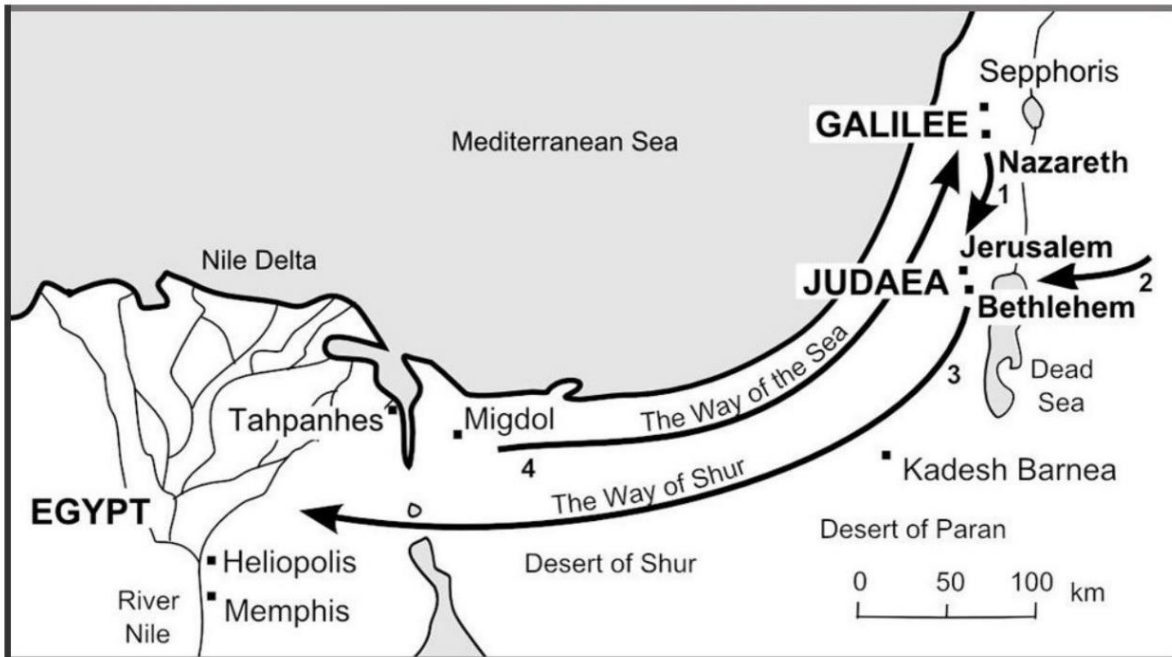 Sepphoris
GALILEE
Mediterranean Sea
Nazareth
1
Nile Delta
Jerusalem
JUDAEA
2
Bethlehem
3
Dead
Sea
The Way of the Sea
Tahpanhes
Migdol
4
Kadesh Barnea
The Way of Shur
EGYPT
Desert of Paran
Heliopolis
Desert of Shur
0 50 100 km
River
Nile
Memphis